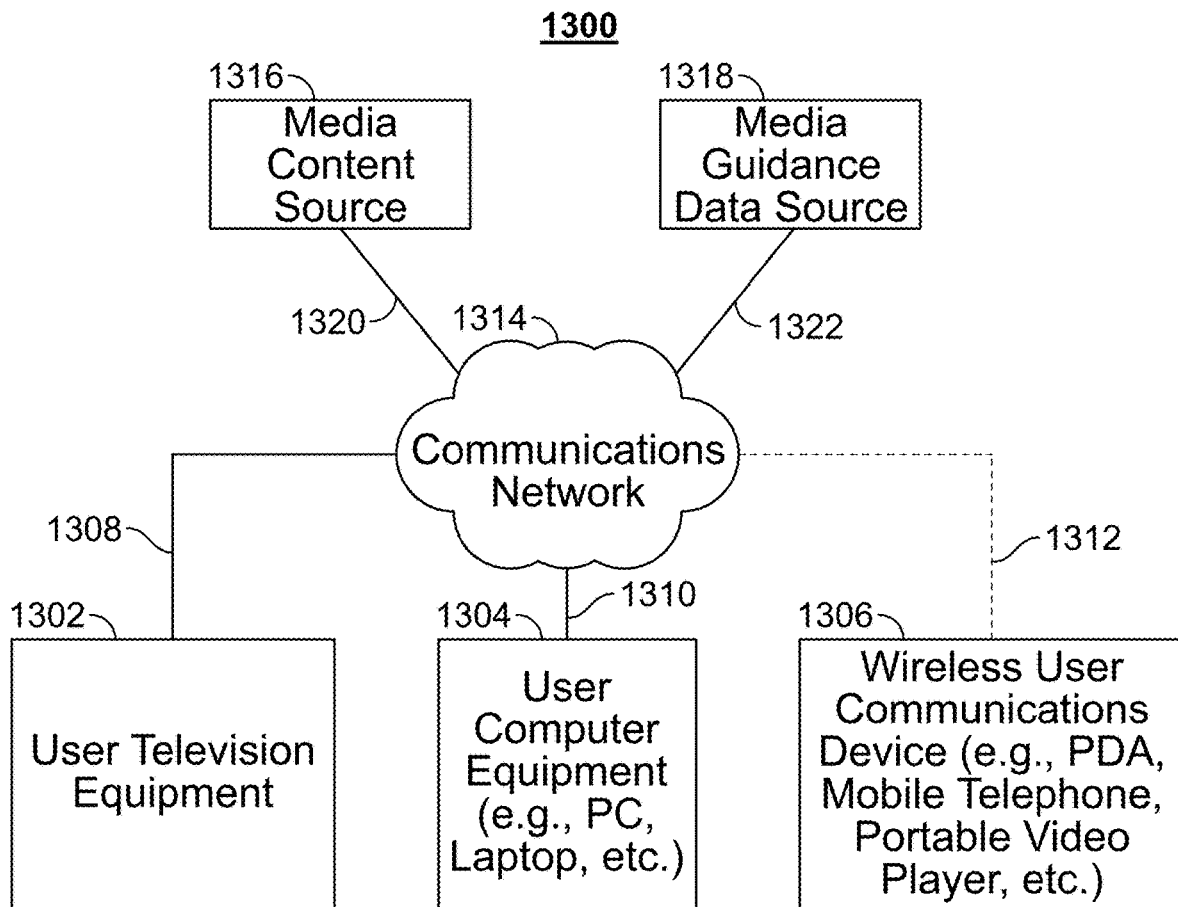 1300
1316
Media
Content
Source
1318
Media
Guidance
Data Source
1320
1314
1322
Communications
Network
1308
1312
1310
1302
User Television
Equipment
1304
User
Computer
Equipment
(e.g., PC,
Laptop, etc.)
1306
Wireless User
Communications
Device (e.g., PDA,
Mobile Telephone,
Portable Video
Player, etc.)